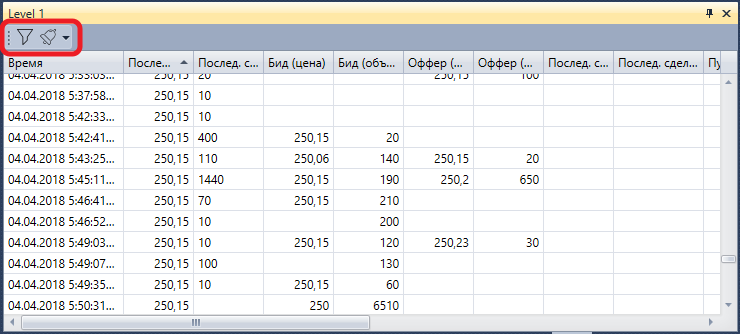 Level 1
Время После... Послед. с... Бид (цена) Бид (объ... Оффер (... Оффер (... Послед. с... Послед. сдел... Пу
04.04.2018 5:33:03... 250,15 20 250,15 100
04.04.2018 5:37:58... 250,15 10
04.04.2018 5:42:33... 250,15 10
04.04.2018 5:42:41... 250,15 400 250,15 20
04.04.2018 5:43:25... 250,15 110 250,06 140 250,15 20
04.04.2018 5:45:11... 250,15 1440 250,15 190 250,2 650
04.04.2018 5:46:41... 250,15 70 250,15 210
04.04.2018 5:46:52... 250,15 10 200
04.04.2018 5:49:03... 250,15 10 250,15 120 250,23 30
04.04.2018 5:49:07... 250,15 100 130
04.04.2018 5:49:35... 250,15 10 250,15 60
04.04.2018 5:50:31... 250,15 250 6510